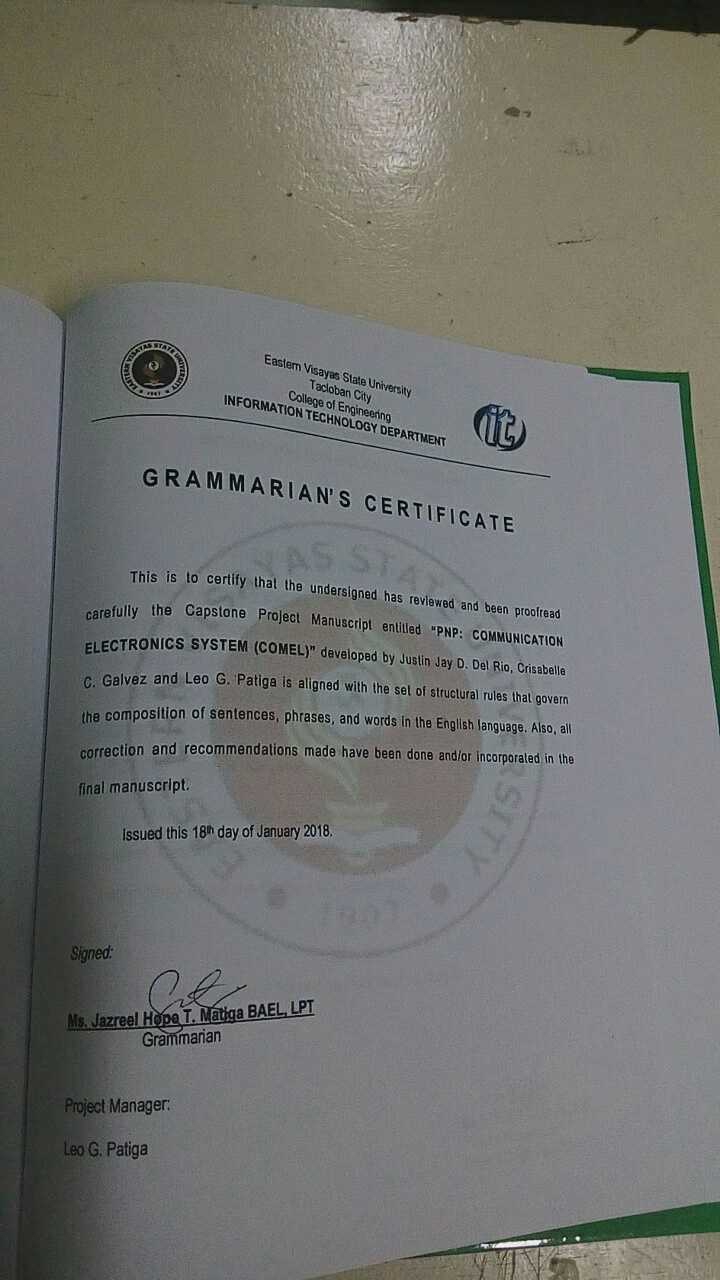 EASTERN VISAYAS STATE UNIVERSITY
Eastern Visayas State University
Tacloban City
College of Engineering
INFORMATION TECHNOLOGY DEPARTMENT
it
GRAMMARIAN'S CERTIFICATE
This is to certify that the undersigned has reviewed and been proofread
carefully the Capstone Project Manuscript entitled "PNP: COMMUNICATION
ELECTRONICS SYSTEM (COMEL)" developed by Justin Jay D. Del Rio, Crisabelle
C. Galvez and Leo G. Patiga is aligned with the set of structural rules that govern
the composition of sentences, phrases, and words in the English language. Also, all
correction and recommendations made have been done and/or incorporated in the
final manuscript.
Issued this 18th day of January 2018.
Signed:
Ms. Jazreel Hope T. Matiga BAEL, LPT
Grammarian
Project Manager:
Leo G. Patiga